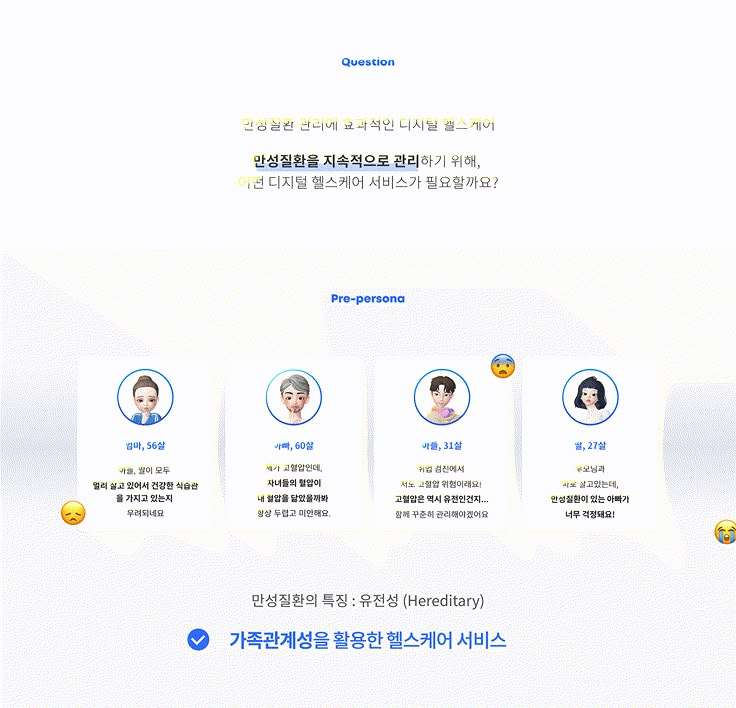 Question
만성질환 관리에 효과적인 디지털 헬스케어
만성질환을 지속적으로 관리하기 위해,
어떤 디지털 헬스케어 서비스가 필요할까요?
Pre-persona
엄마, 56살
아들, 딸이 모두
멀리 살고 있어서 건강한 식습관
을 가지고 있는지
우려되네요
아빠, 60살
제가 고혈압인데,
자녀들의 혈압이
내 혈압을 닮았을까봐
항상 두렵고 미안해요.
아들, 31살
취업 검진에서
저도 고혈압 위험이래요!
고혈압은 역시 유전인건지...
함께 꾸준히 관리해야겠어요
딸, 27살
부모님과
따로 살고있는데,
만성질환이 있는 아빠가
너무 걱정돼요!
만성질환의 특징 : 유전성 (Hereditary)
가족관계성을 활용한 헬스케어 서비스